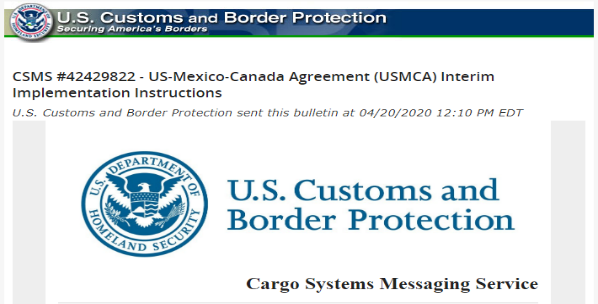 U.S. Customs and Border Protection
Securing America's Borders
CSMS #42429822 - US-Mexico-Canada Agreement (USMCA) Interim
Implementation Instructions
U.S. Customs and Border Protection sent this bulletin at 04/20/2020 12:10 PM EDT
U.S. DEPARTMENT OF
HOMELAND SECURITY
U.S. Customs and
Border Protection
Cargo Systems Messaging Service